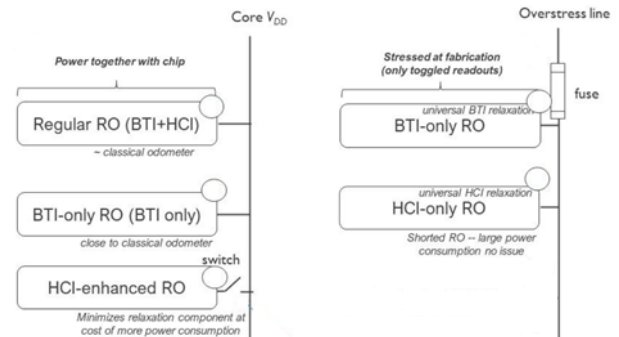 Core VDD
Power together with chip
Regular RO (BTI+HCI)
~ classical odometer
BTI-only RO (BTI only)
close to classical odometer
switch
HCI-enhanced RO
Minimizes relaxation component at
cost of more power consumption
Overstress line
Stressed at fabrication
(only toggled readouts)
fuse
universal BTI relaxation
BTI-only RO
universal HCI relaxation
HCI-only RO
Shorted RO -- large power
consumption no issue